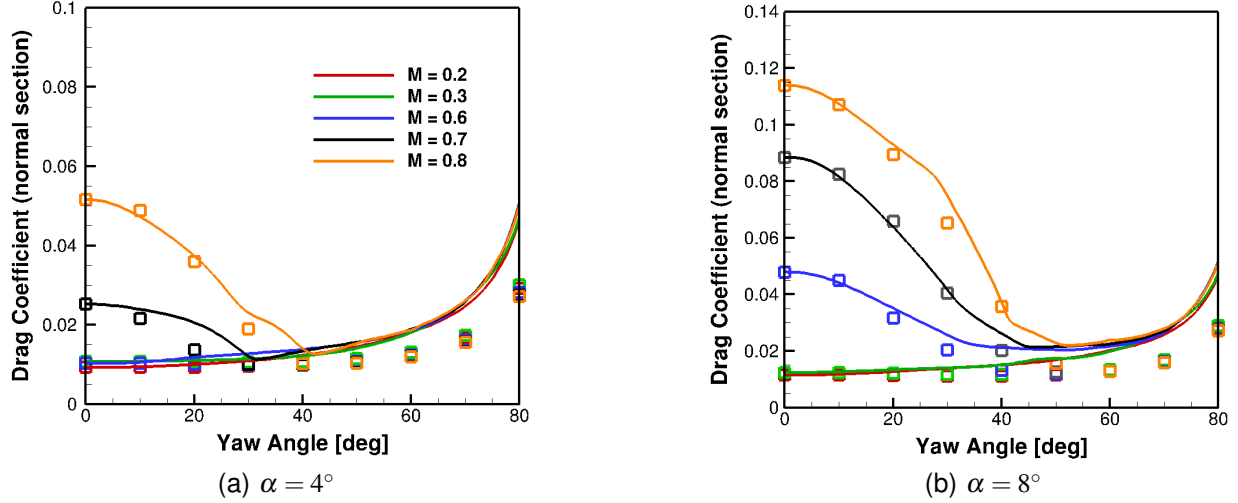 0.1
0.08
0.06
0.04
0.02
0
0 20 40 60 80
Drag Coefficient (normal section)
Yaw Angle [deg]
M = 0.2
M = 0.3
M = 0.6
M = 0.7
M = 0.8
(a) α = 4°
0.14
0.12
0.1
0.08
0.06
0.04
0.02
0
0 20 40 60 80
Drag Coefficient (normal section)
Yaw Angle [deg]
(b) α = 8°